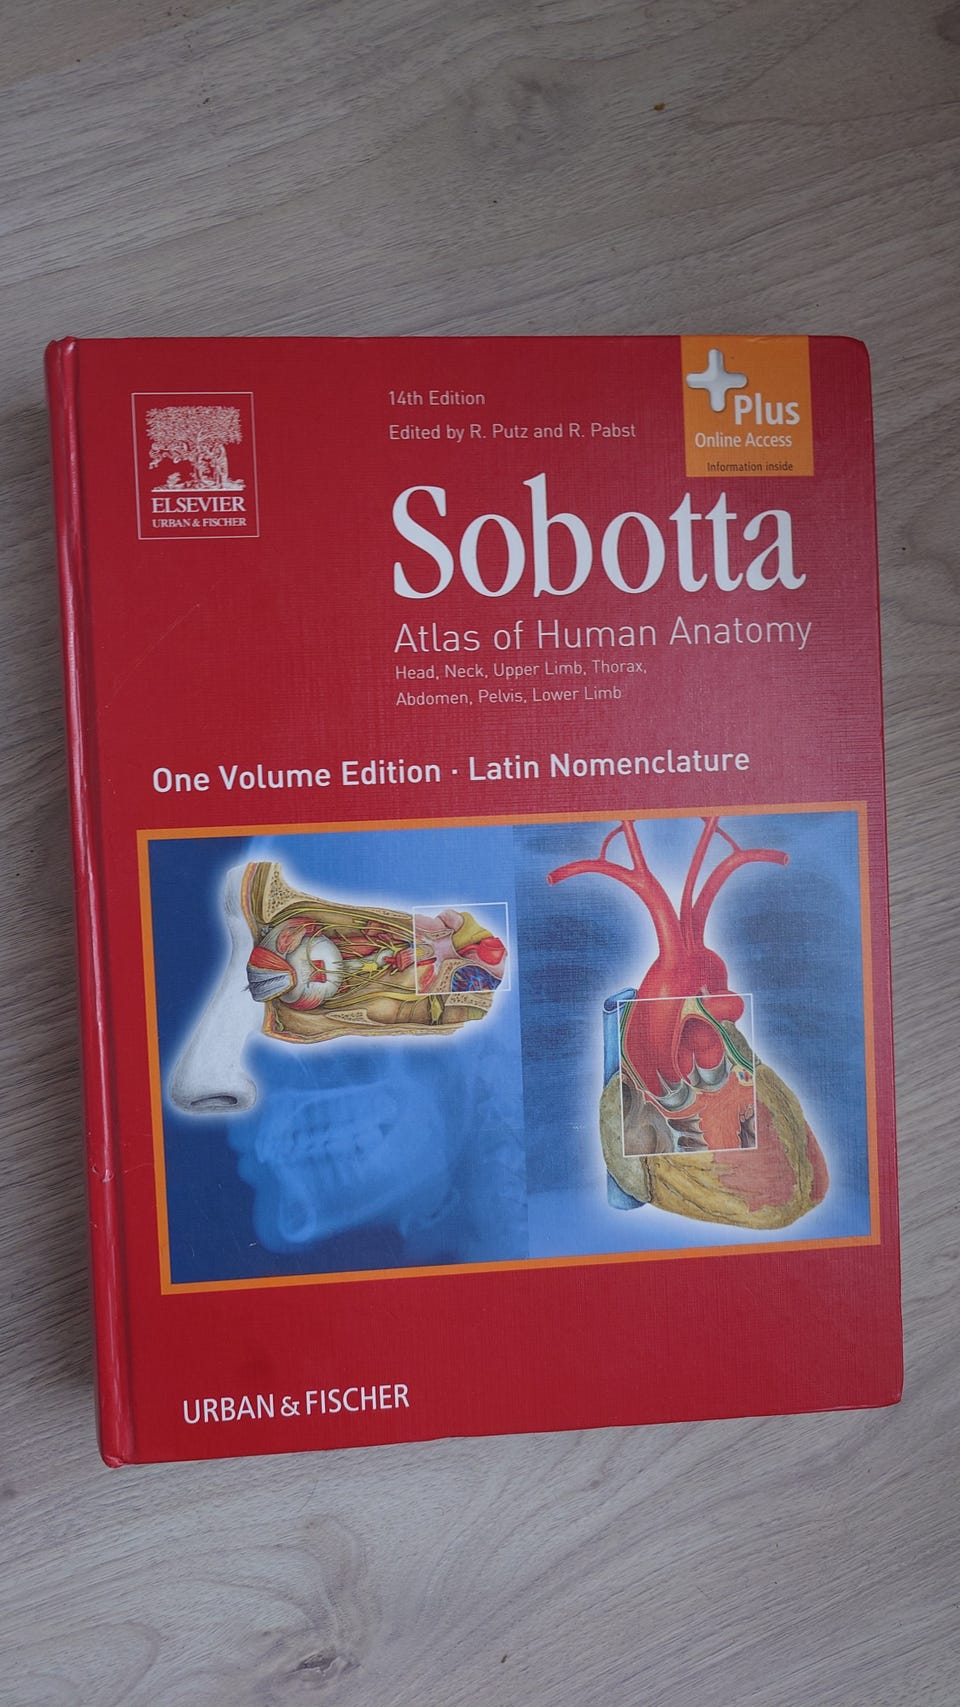 ELSEVIER
URBAN & FISCHER
14th Edition
Edited by R. Putz and R. Pabst
Plus
Online Access
Information inside
Sobotta
Atlas of Human Anatomy
Head, Neck, Upper Limb, Thorax,
Abdomen, Pelvis, Lower Limb
One Volume Edition · Latin Nomenclature
URBAN & FISCHER